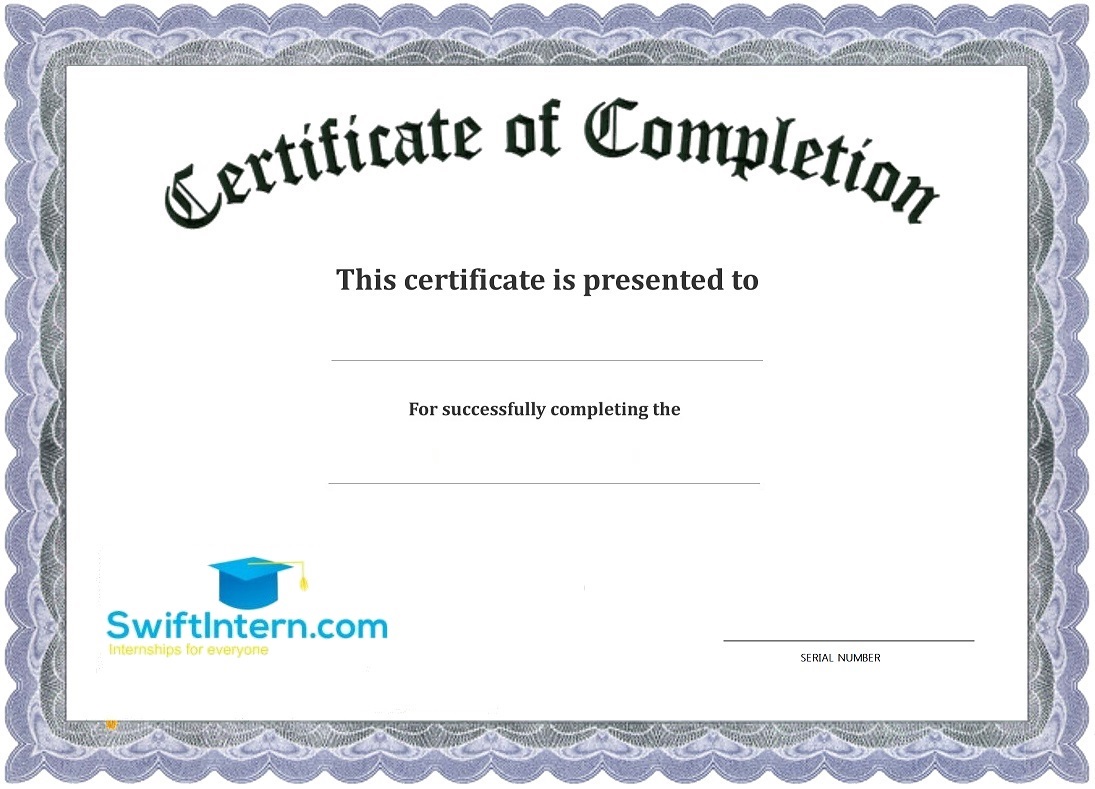 Certificate of Completion
This certificate is presented to
For successfully completing the
SwiftIntern.com
Internships for everyone
SERIAL NUMBER